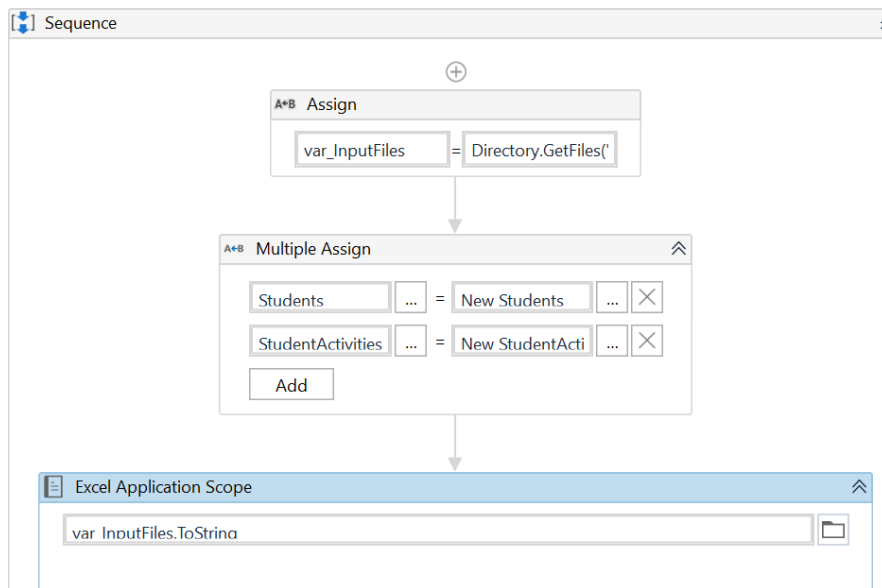 Sequence
A←B Assign
var_InputFiles = Directory.GetFiles('
A←B Multiple Assign
Students ... = New Students ...
StudentActivities ... = New StudentActi ...
Add
Excel Application Scope
var_InputFiles.ToString